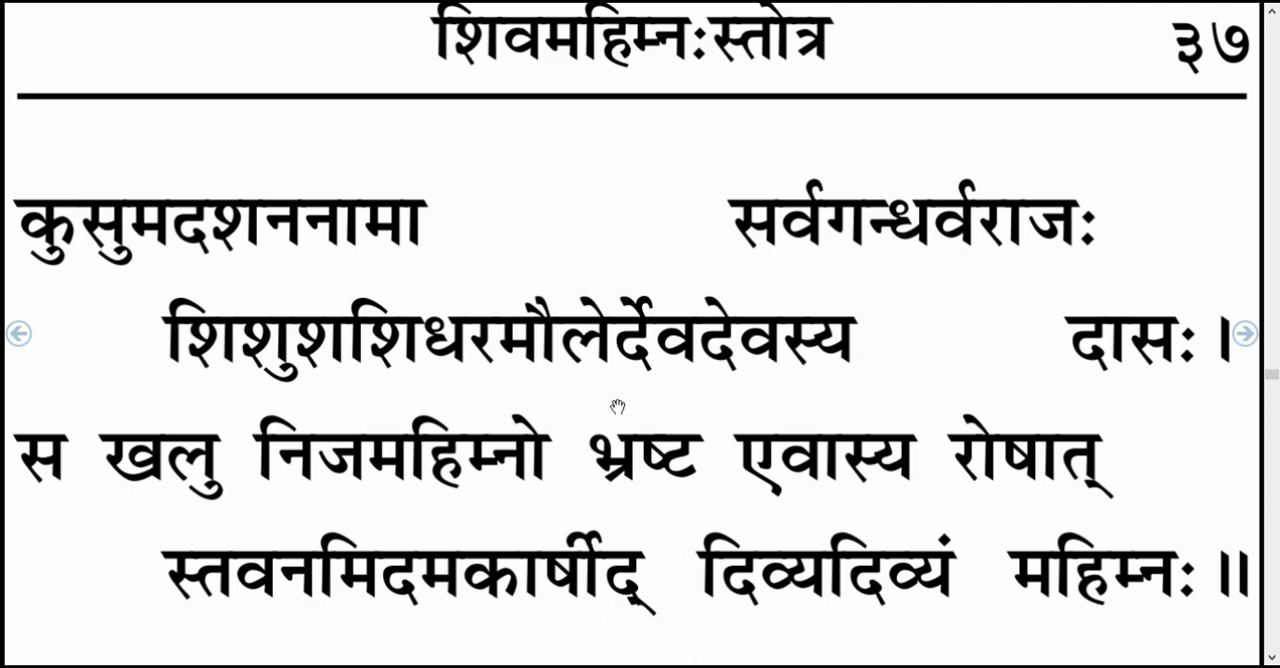 शिवमहिम्नःस्तोत्र ३७
कुसुमदशननामा सर्वगन्धर्वराजः
शिशुशशिधरमौलेर्देवदेवस्य दासः ।
स खलु निजमहिम्नो भ्रष्ट एवास्य रोषात्
स्तवनमिदमकार्षीद् दिव्यदिव्यं महिम्नः ॥